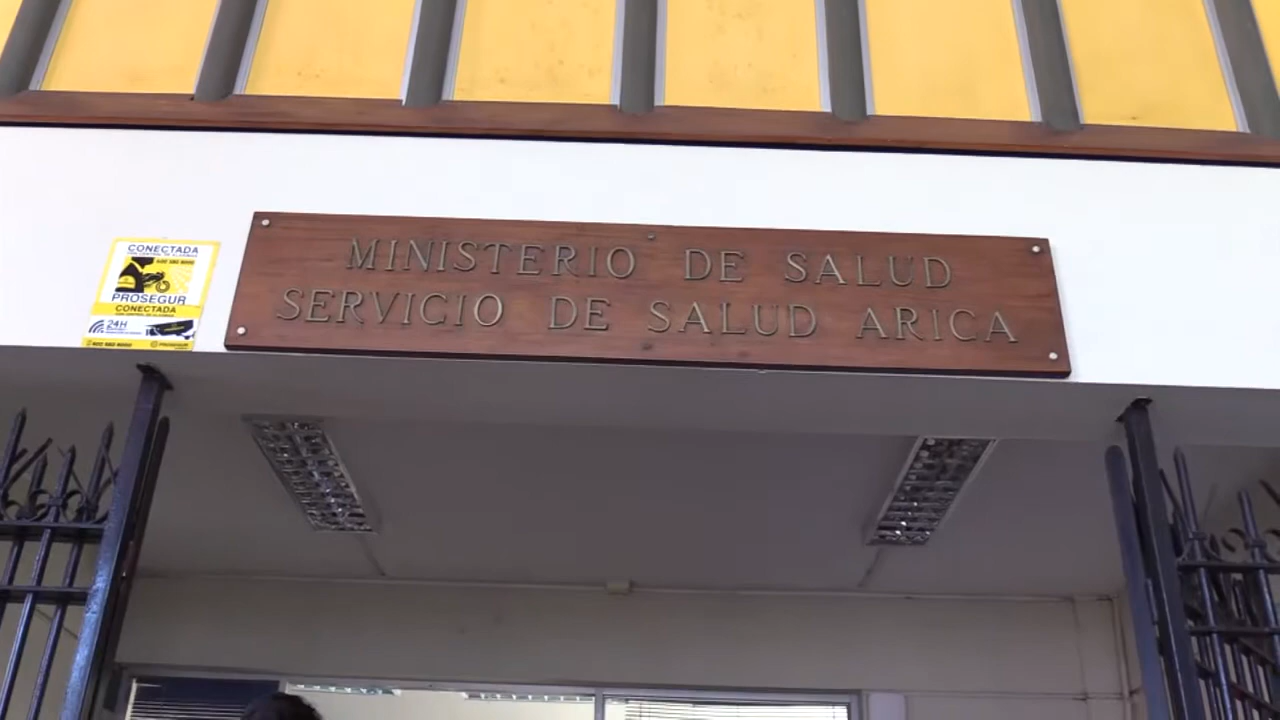 MINISTERIO DE SALUD
SERVICIO DE SALUD ARICA
CONECTADA
PROSEGUR
CONECTADA
24H